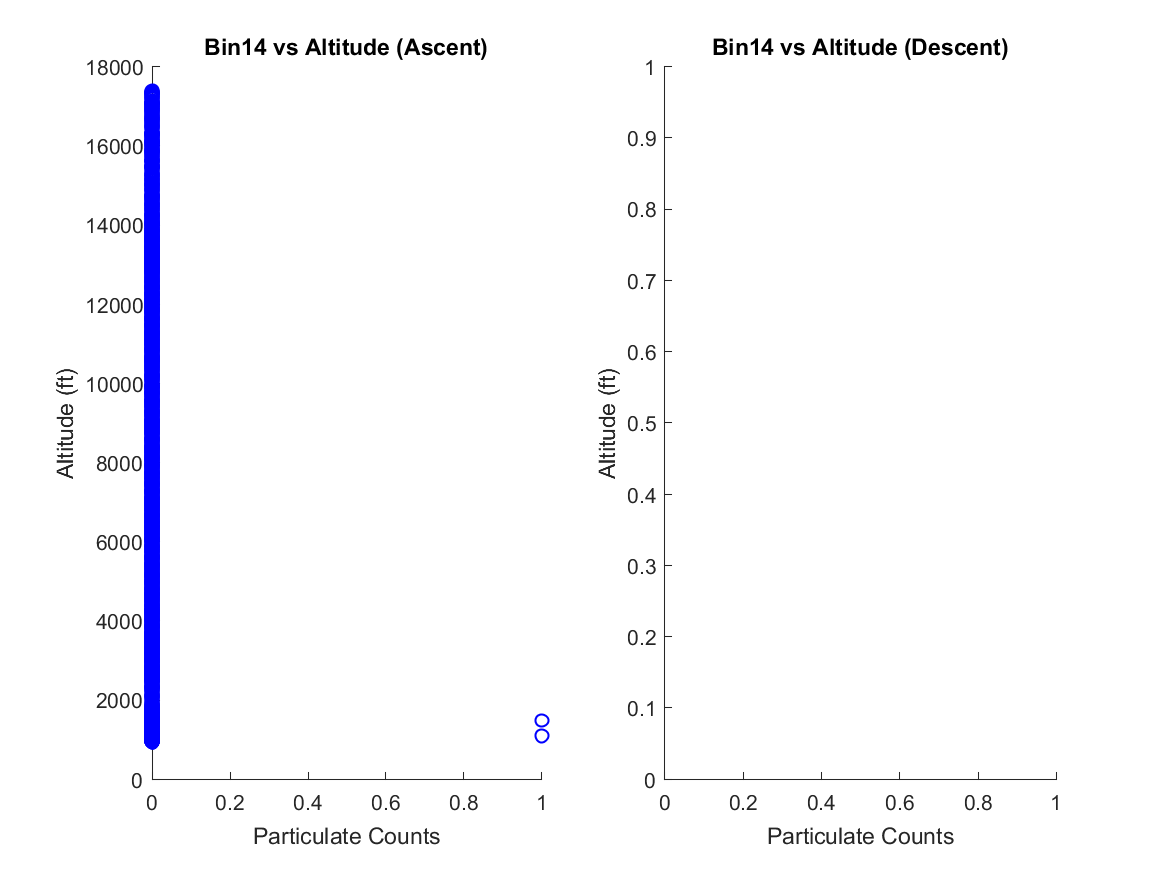 Bin14 vs Altitude (Ascent)
18000
16000
14000
12000
10000
8000
6000
4000
2000
0
Altitude (ft)
0 0.2 0.4 0.6 0.8 1
Particulate Counts
Bin14 vs Altitude (Descent)
1
0.9
0.8
0.7
0.6
0.5
0.4
0.3
0.2
0.1
0
Altitude (ft)
0 0.2 0.4 0.6 0.8 1
Particulate Counts